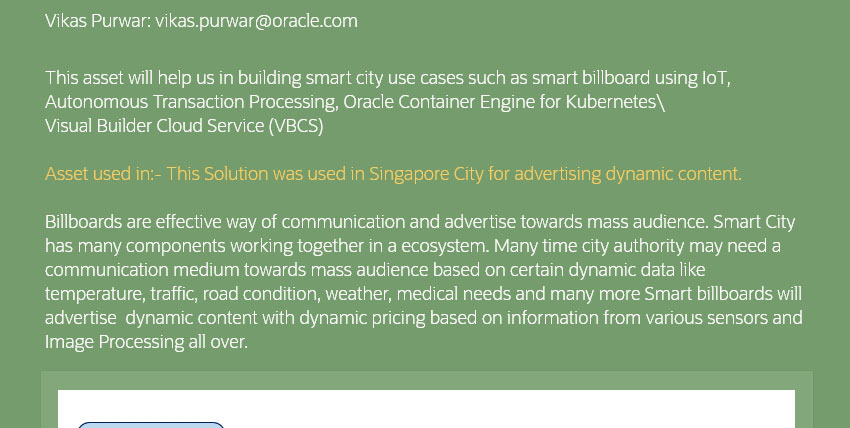 Vikas Purwar: vikas.purwar@oracle.com
This asset will help us in building smart city use cases such as smart billboard using IoT,
Autonomous Transaction Processing, Oracle Container Engine for Kubernetes\
Visual Builder Cloud Service (VBCS)
Asset used in:- This Solution was used in Singapore City for advertising dynamic content.
Billboards are effective way of communication and advertise towards mass audience. Smart City
has many components working together in a ecosystem. Many time city authority may need a
communication medium towards mass audience based on certain dynamic data like
temperature, traffic, road condition, weather, medical needs and many more Smart billboards will
advertise  dynamic content with dynamic pricing based on information from various sensors and
Image Processing all over.